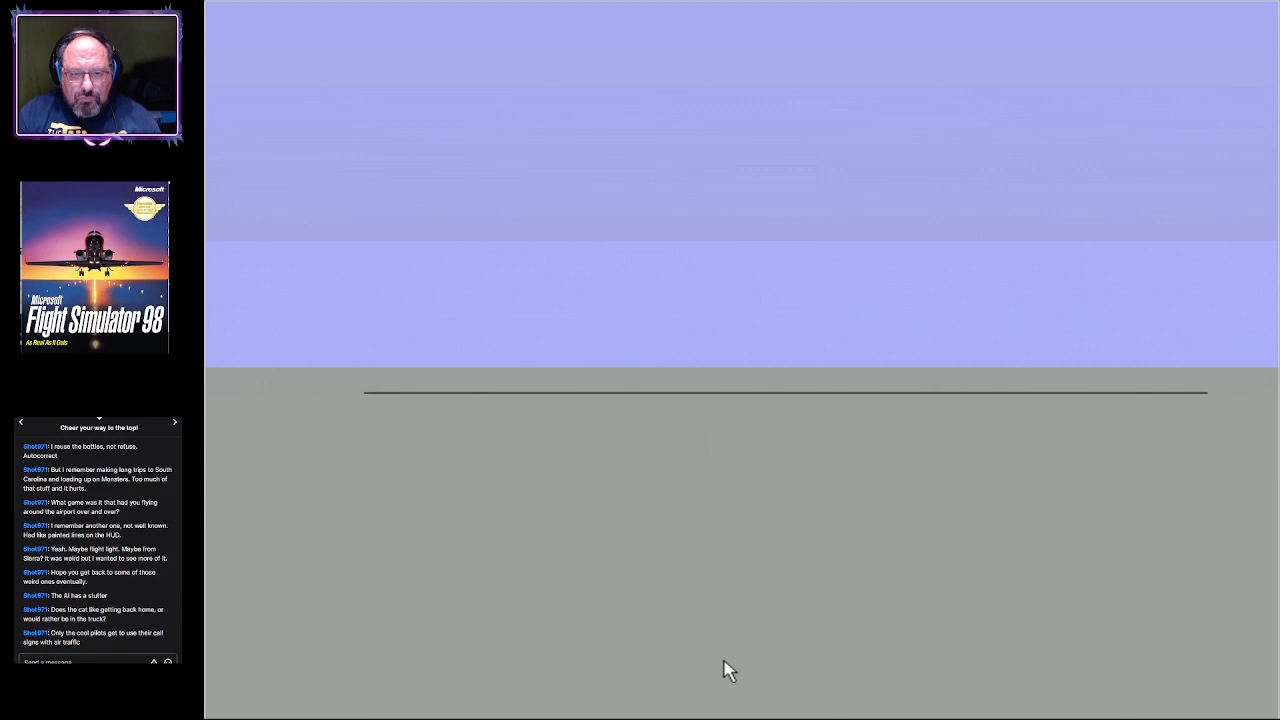 Microsoft
Microsoft
Flight Simulator 98
As Real As It Gets
Cheer your way to the top!
Shot971: I reuse the bottles, not refuse.
Autocorrect
Shot971: But I remember making long trips to South
Carolina and loading up on Monsters. Too much of
that stuff and it hurts.
Shot971: What game was it that had you flying
around the airport over and over?
Shot971: I remember another one, not well known.
Had like painted lines on the HUD.
Shot971: Yeah. Maybe flight light. Maybe from
Sierra? It was weird but I wanted to see more of it.
Shot971: Hope you get back to some of those
weird ones eventually.
Shot971: The AI has a stutter
Shot971: Does the cat like getting back home, or
would rather be in the truck?
Shot971: Only the cool pilots get to use their call
signs with air traffic
Send a message